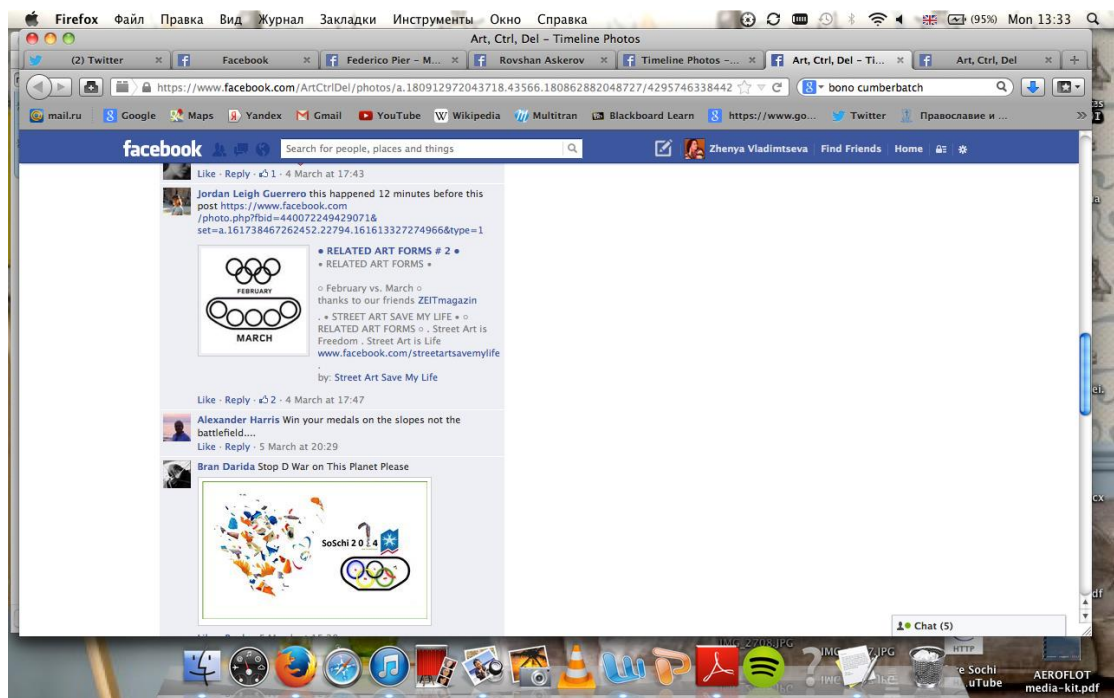 Firefox Файл Правка Вид Журнал Закладки Инструменты Окно Справка (95%) Mon 13:33
Art, Ctrl, Del – Timeline Photos
(2) Twitter Facebook Federico Pier – M... Rovshan Askerov Timeline Photos –... Art, Ctrl, Del – Ti... Art, Ctrl, Del
https://www.facebook.com/ArtCtrlDel/photos/a.180912972043718.43566.180862882048727/4295746338442 bono cumberbatch
mail.ru Google Maps Yandex Gmail YouTube Wikipedia Multitran Blackboard Learn https://www.go... Twitter Православие и ...
facebook Search for people, places and things Zhenya Vladimtseva Find Friends Home
Like · Reply · 1 · 4 March at 17:43
Jordan Leigh Guerrero this happened 12 minutes before this
post https://www.facebook.com
/photo.php?fbid=440072249429071&
set=a.161738467262452.22794.161613327274966&type=1
• RELATED ART FORMS # 2 •
• RELATED ART FORMS •
○ February vs. March ○
thanks to our friends ZEITmagazin
. • STREET ART SAVE MY LIFE • ○
RELATED ART FORMS ○ . Street Art is
Freedom . Street Art is Life
www.facebook.com/streetartsavemylife
.
by: Street Art Save My Life
FEBRUARY
MARCH
Like · Reply · 2 · 4 March at 17:47
Alexander Harris Win your medals on the slopes not the
battlefield....
Like · Reply · 5 March at 20:29
Bran Darida Stop D War on This Planet Please
SoSchi 2014
Chat (5)
IMG_2708.JPG
HTTP
AEROFLOT
media-kit.pdf